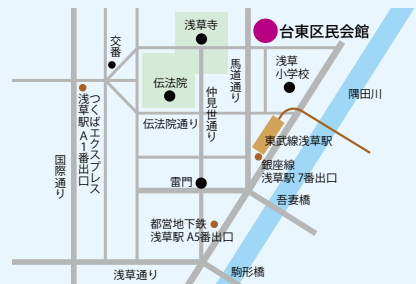 浅草寺
台東区民会館
交番
馬道通り
浅草
小学校
隅田川
伝法院
仲見世通り
つくばエクスプレス
浅草駅 A1番出口
伝法院通り
東武線浅草駅
国際通り
銀座線
浅草駅 7番出口
雷門
吾妻橋
都営地下鉄
浅草駅 A5番出口
浅草通り
駒形橋